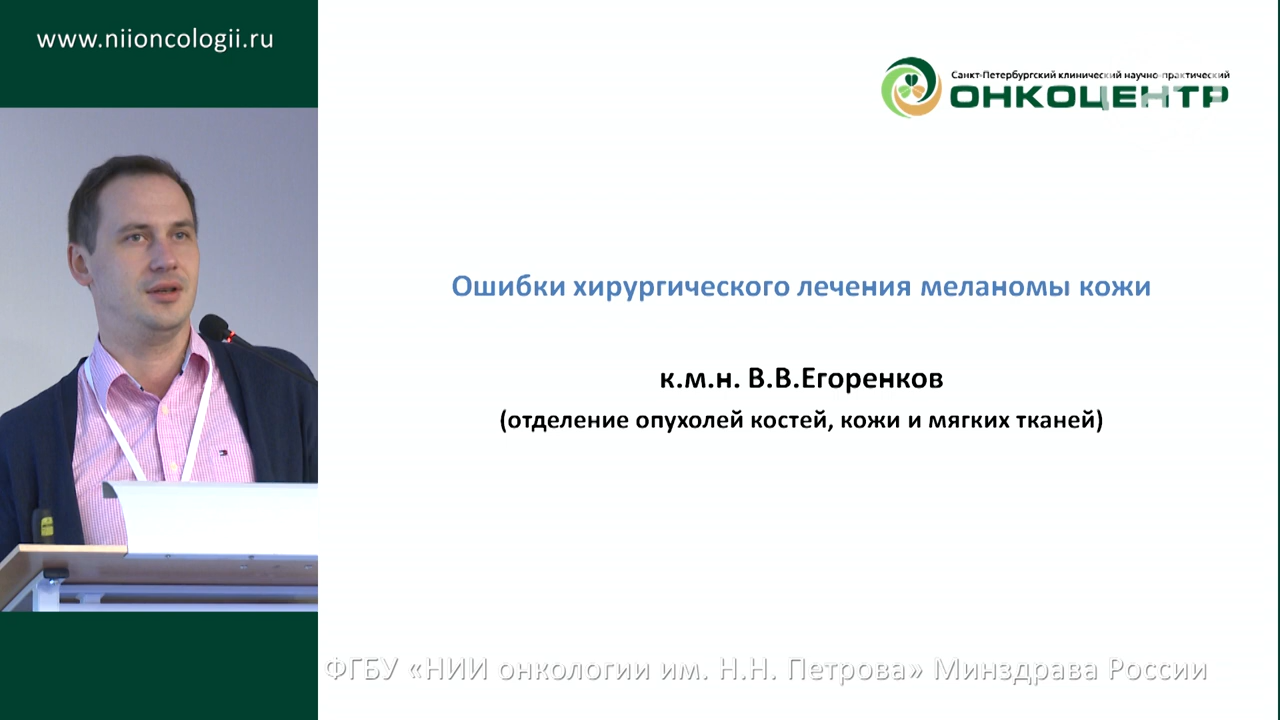 www.niioncologii.ru
Санкт-Петербургский клинический научно-практический
ОНКОЦЕНТР
Ошибки хирургического лечения меланомы кожи
к.м.н. В.В.Егоренков
(отделение опухолей костей, кожи и мягких тканей)
ФГБУ «НИИ онкологии им. Н.Н. Петрова» Минздрава России